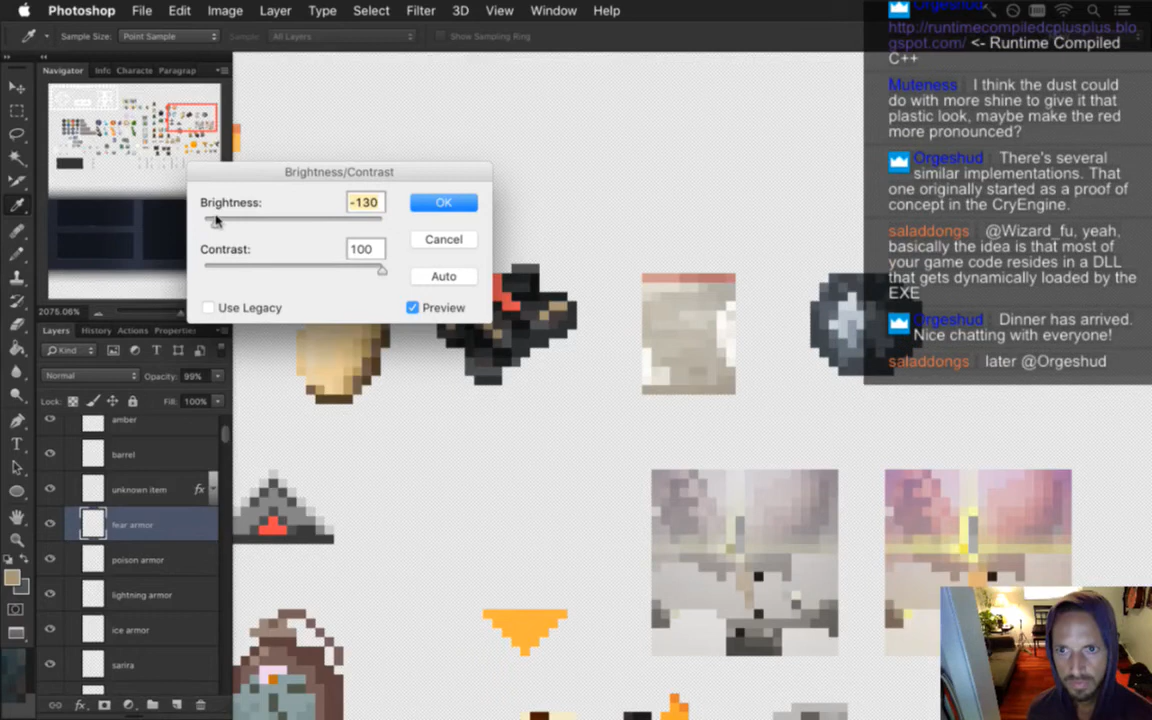 Photoshop File Edit Image Layer Type Select Filter 3D View Window Help
Sample Size: Point Sample All Layers Show Sampling Ring
Navigator Info Characte Paragrap
2075.06%
Layers History Actions Properties
Kind
Normal Opacity: 99%
Lock: Fill: 100%
amber
barrel
unknown item fx
fear armor
poison armor
lightning armor
ice armor
sarira
fx
Brightness/Contrast
Brightness: -130 OK
Cancel
Contrast: 100
Auto
Use Legacy Preview
Orgeshud
http://runtimecompiledcplusplus.blo
gspot.com/ <- Runtime Compiled
C++
Muteness I think the dust could
do with more shine to give it that
plastic look, maybe make the red
more pronounced?
Orgeshud There's several
similar implementations. That
one originally started as a proof of
concept in the CryEngine.
saladdongs @Wizard_fu, yeah,
basically the idea is that most of
your game code resides in a DLL
that gets dynamically loaded by the
EXE
Orgeshud Dinner has arrived.
Nice chatting with everyone!
saladdongs later @Orgeshud